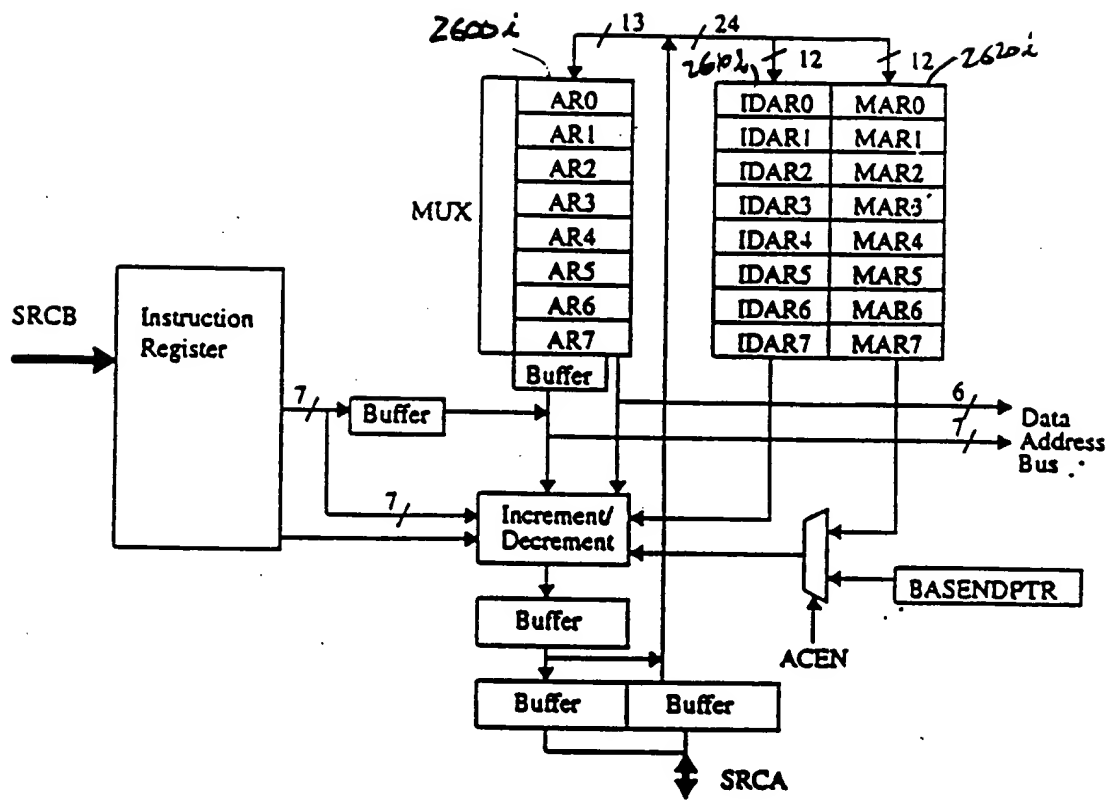 2600i
13
24
2610i
12
12
2620i
AR0
AR1
AR2
AR3
AR4
AR5
AR6
AR7
Buffer
MUX
IDAR0 MAR0
IDAR1 MAR1
IDAR2 MAR2
IDAR3 MAR3
IDAR4 MAR4
IDAR5 MAR5
IDAR6 MAR6
IDAR7 MAR7
SRCB
Instruction
Register
7
Buffer
6
7
Data
Address
Bus
7
Increment/
Decrement
BASENDPTR
ACEN
Buffer
Buffer Buffer
SRCA